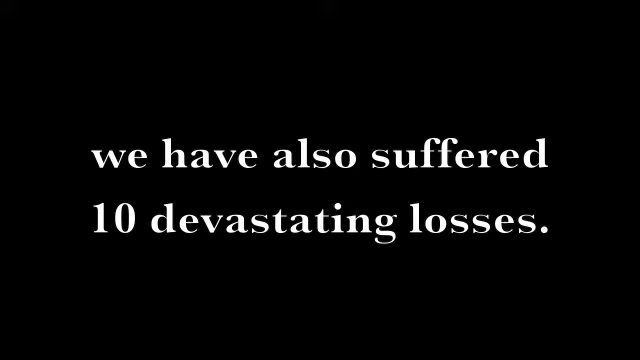 we have also suffered
10 devastating losses.